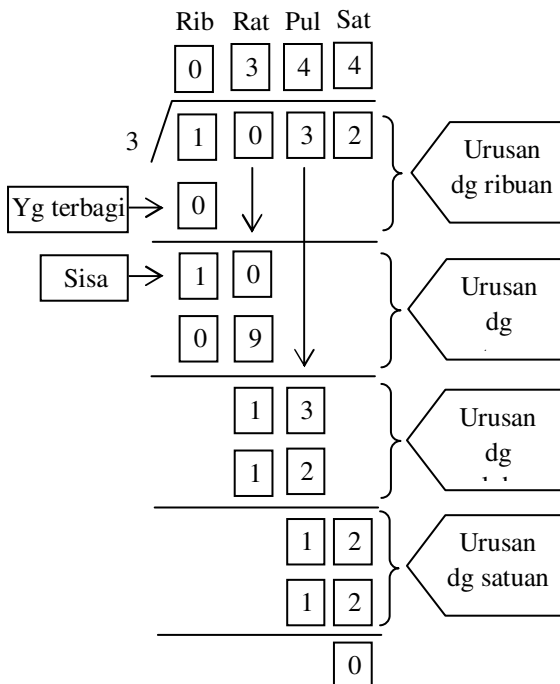 Rib Rat Pul Sat
0 3 4 4
3 1 0 3 2
Urusan
dg ribuan
Yg terbagi 0
Sisa 1 0
Urusan
dg
0 9
1 3
Urusan
dg
1 2
1 2
Urusan
dg satuan
1 2
0